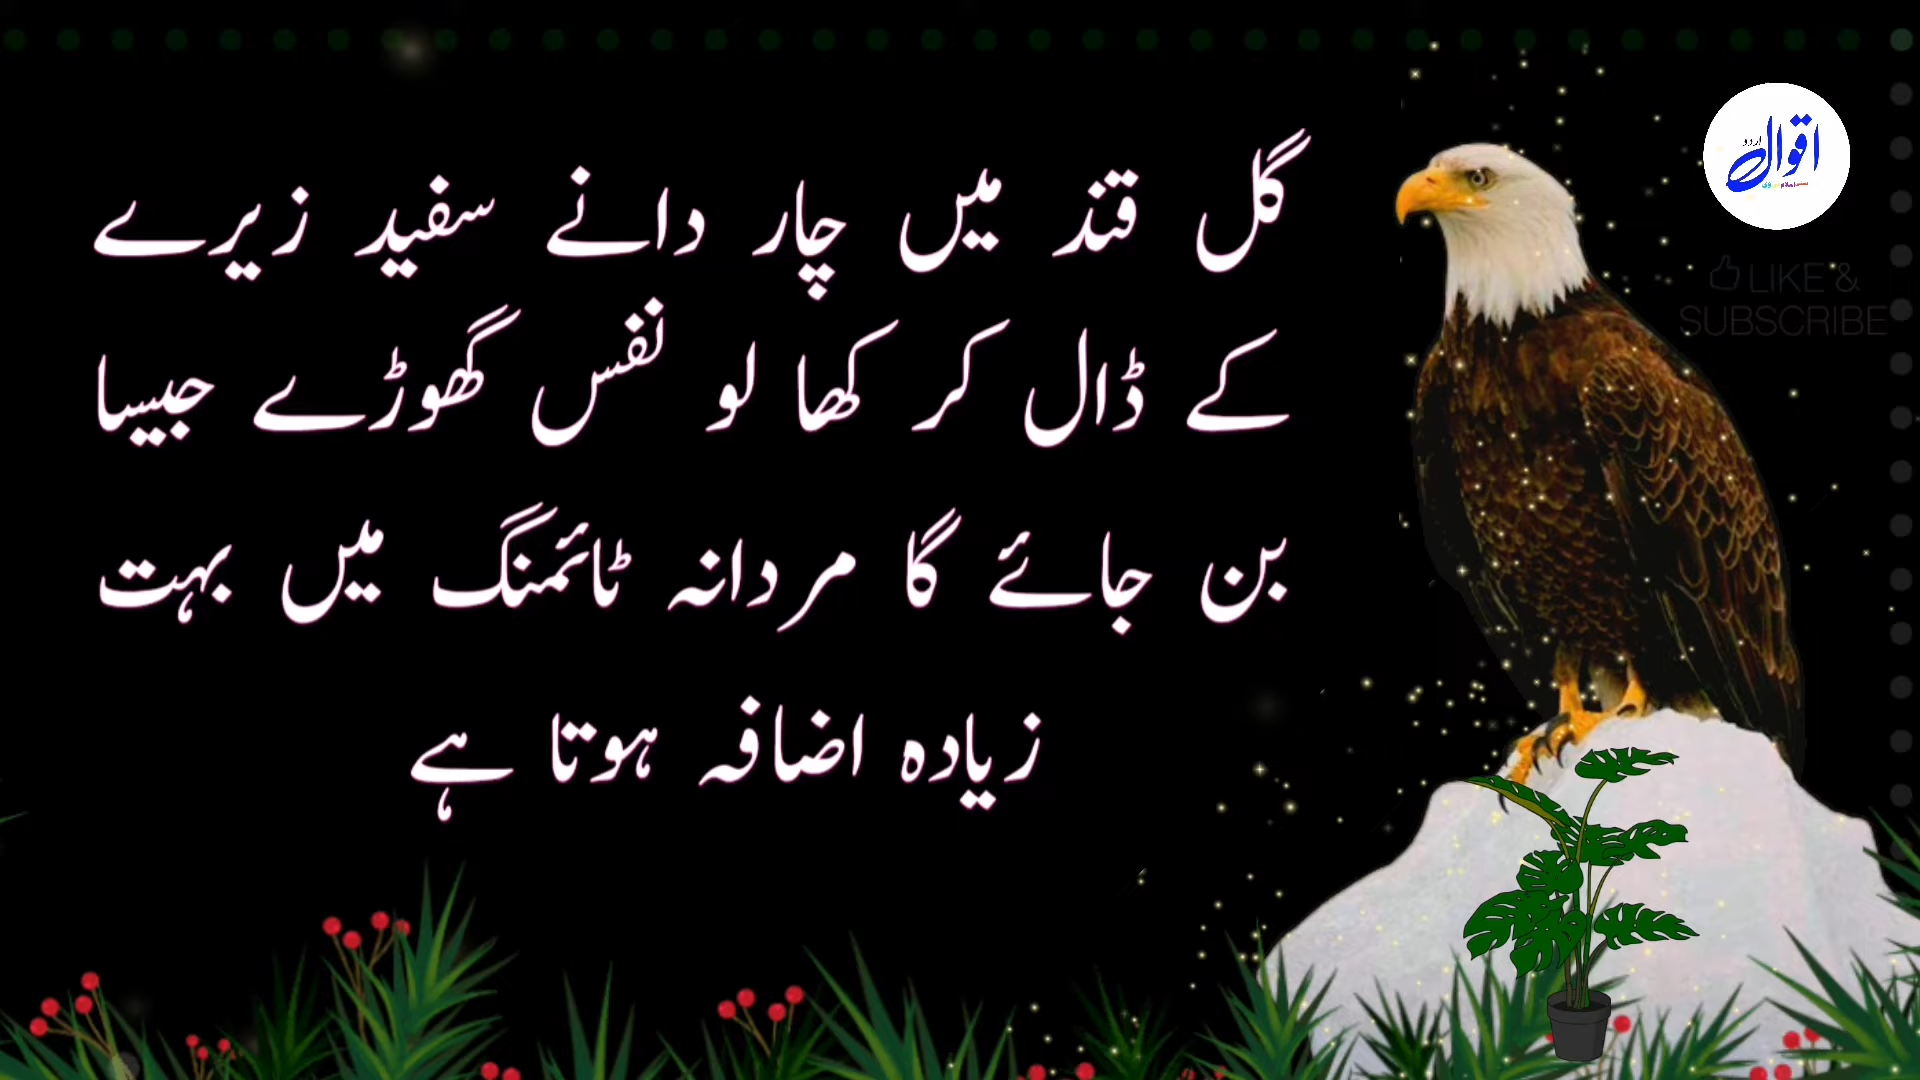 گل قند میں چار دانے سفید زیرے
کے ڈال کر کھا لو نفس گھوڑے جیسا
بن جائے گا مردانہ ٹائمنگ میں بہت
زیادہ اضافہ ہوتا ہے
اقوال
اردو
LIKE &
SUBSCRIBE